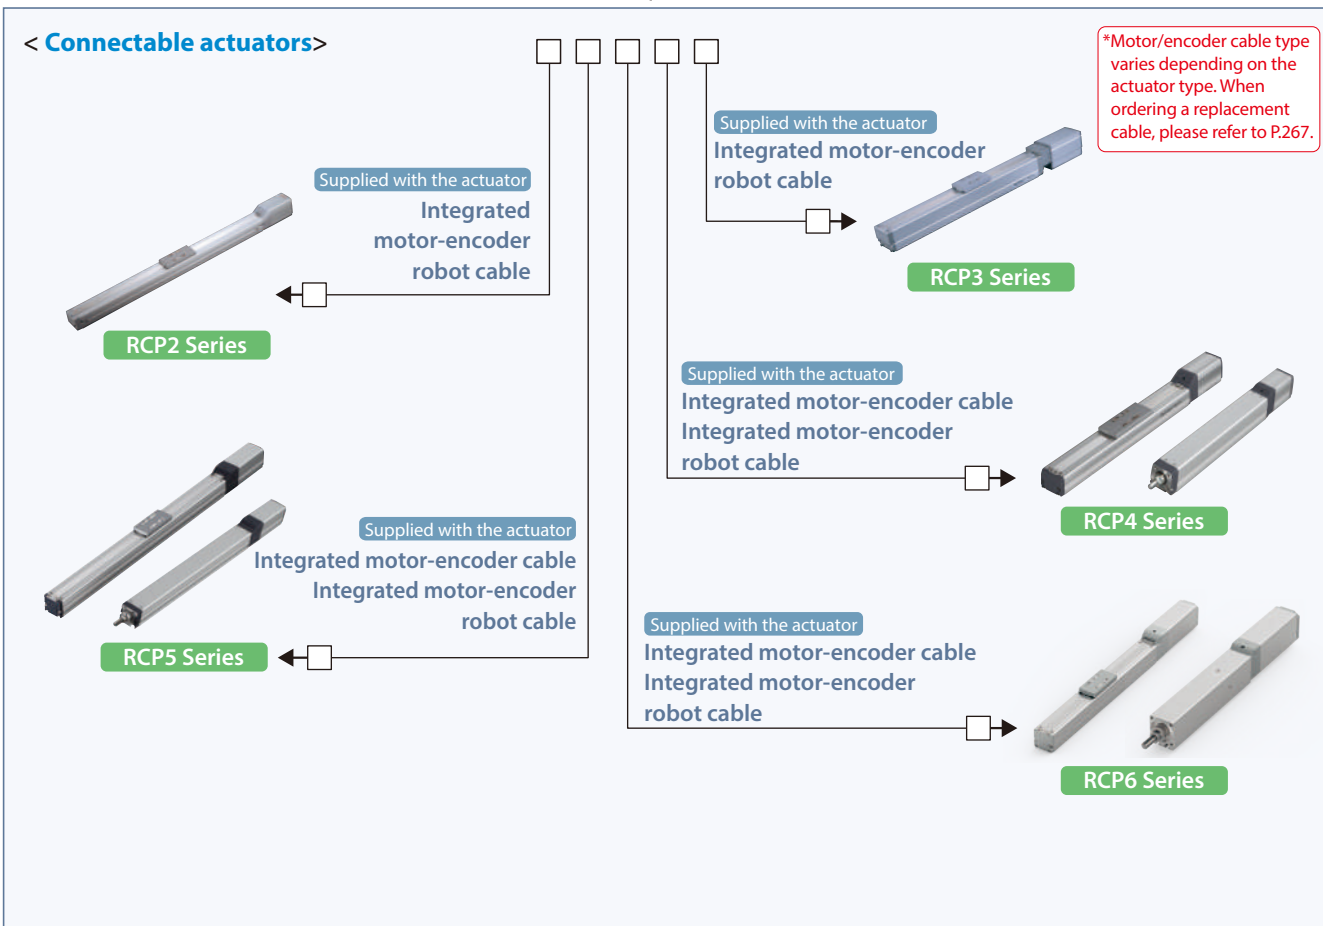 < Connectable actuators>
*Motor/encoder cable type
varies depending on the
actuator type. When
ordering a replacement
cable, please refer to P.267.
Supplied with the actuator
Integrated motor-encoder
robot cable
RCP3 Series
Supplied with the actuator
Integrated
motor-encoder
robot cable
RCP2 Series
Supplied with the actuator
Integrated motor-encoder cable
Integrated motor-encoder
robot cable
RCP4 Series
Supplied with the actuator
Integrated motor-encoder cable
Integrated motor-encoder
robot cable
RCP5 Series
Supplied with the actuator
Integrated motor-encoder cable
Integrated motor-encoder
robot cable
RCP6 Series